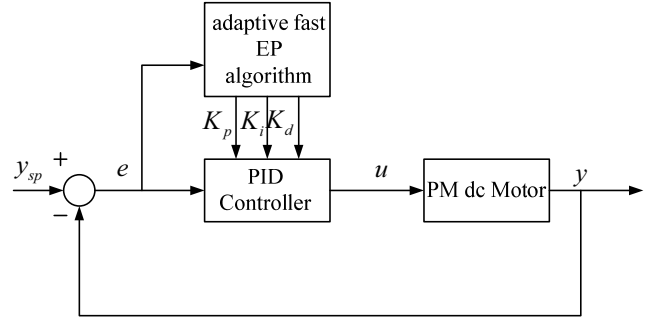 adaptive fast
EP
algorithm
K_p K_i K_d
y_sp
+
e
PID
Controller
u
PM dc Motor
y
−